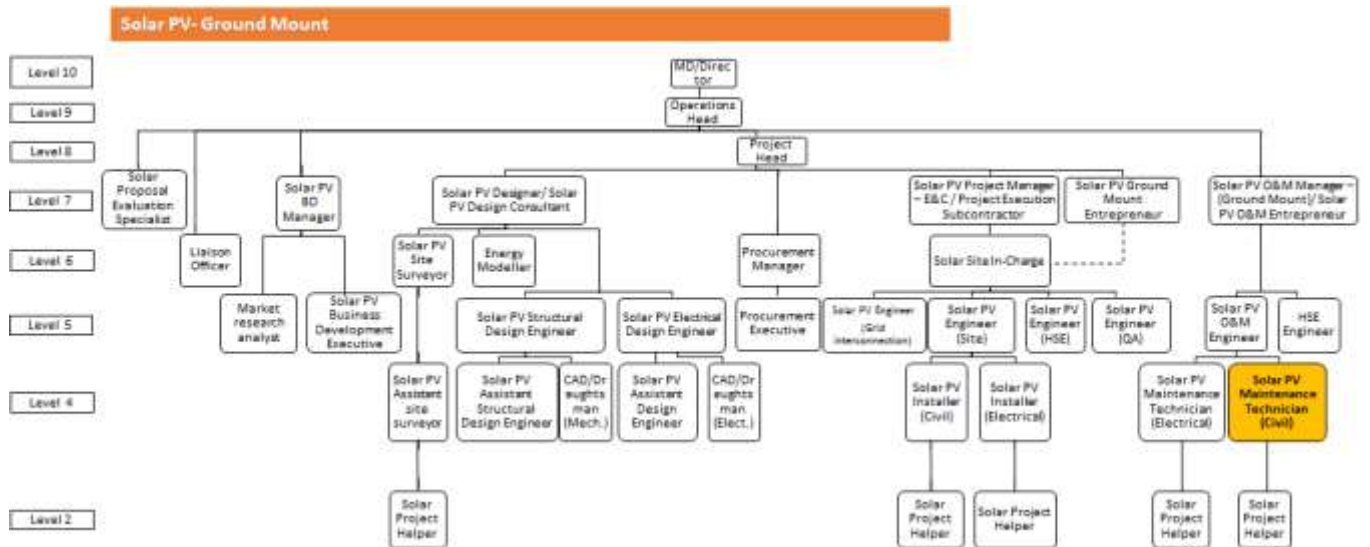 Solar PV- Ground Mount
Level 10
MD/Direc
tor
Level 9
Operations
Head
Level 8
Project
Head
Level 7
Solar
Proposal
Evaluation
Specialist
Solar PV
BD
Manager
Solar PV Designer/ Solar
PV Design Consultant
Solar PV Project Manager
– E&C / Project Execution
Subcontractor
Solar PV Ground
Mount
Entrepreneur
Solar PV O&M Manager –
(Ground Mount)/ Solar
PV O&M Entrepreneur
Level 6
Liaison
Officer
Solar PV
Site
Surveyor
Energy
Modeller
Procurement
Manager
Solar Site In-Charge
Level 5
Market
research
analyst
Solar PV
Business
Development
Executive
Solar PV Structural
Design Engineer
Solar PV Electrical
Design Engineer
Procurement
Executive
Solar PV Engineer
(Grid
Interconnection)
Solar PV
Engineer
(Site)
Solar PV
Engineer
(HSE)
Solar PV
Engineer
(QA)
Solar PV
O&M
Engineer
HSE
Engineer
Level 4
Solar PV
Assistant
site
surveyor
Solar PV
Assistant
Structural
Design Engineer
CAD/Dr
aughts
man
(Mech.)
Solar PV
Assistant
Design
Engineer
CAD/Dr
aughts
man
(Elect.)
Solar PV
Installer
(Civil)
Solar PV
Installer
(Electrical)
Solar PV
Maintenance
Technician
(Electrical)
Solar PV
Maintenance
Technician
(Civil)
Level 2
Solar
Project
Helper
Solar
Project
Helper
Solar Project
Helper
Solar
Project
Helper
Solar
Project
Helper